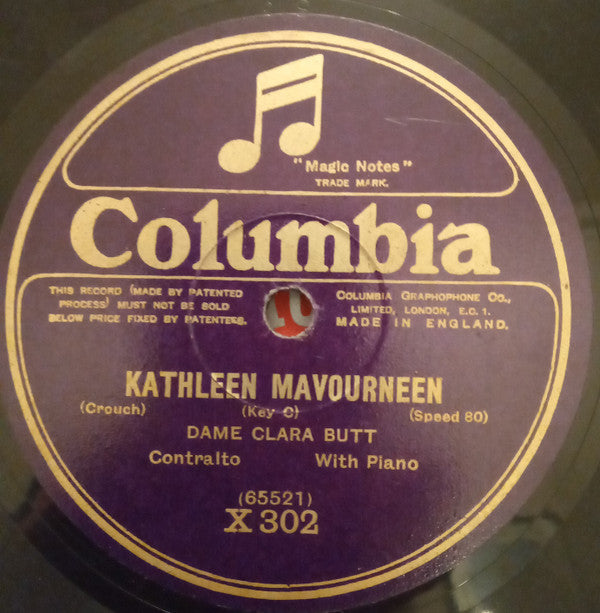 "Magic Notes"
TRADE MARK.
Columbia
THIS RECORD (MADE BY PATENTED
PROCESS) MUST NOT BE SOLD
BELOW PRICE FIXED BY PATENTEES.
COLUMBIA GRAPHOPHONE CO.,
LIMITED, LONDON, E.C. 1.
MADE IN ENGLAND.
KATHLEEN MAVOURNEEN
(Crouch) (Key C) (Speed 80)
DAME CLARA BUTT
Contralto With Piano
(65521)
X 302